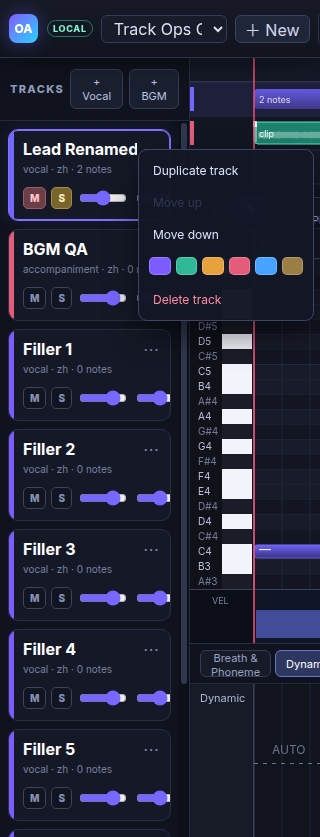 OA
LOCAL
Track Ops
+ New
TRACKS
+
Vocal
+
BGM
2 notes
Lead Renamed
vocal · zh · 2 notes
M
S
clip
Duplicate track
Move up
Move down
Delete track
BGM QA
accompaniment · zh · 0
M
S
Filler 1
...
vocal · zh · 0 notes
M
S
Filler 2
...
vocal · zh · 0 notes
M
S
Filler 3
...
vocal · zh · 0 notes
M
S
Filler 4
...
vocal · zh · 0 notes
M
S
Filler 5
...
vocal · zh · 0 notes
M
S
D#5
D5
C#5
C5
B4
A#4
A4
G#4
G4
F#4
F4
E4
D#4
D4
C#4
C4
B3
A#3
VEL
Breath &
Phoneme
Dynamic
AUTO